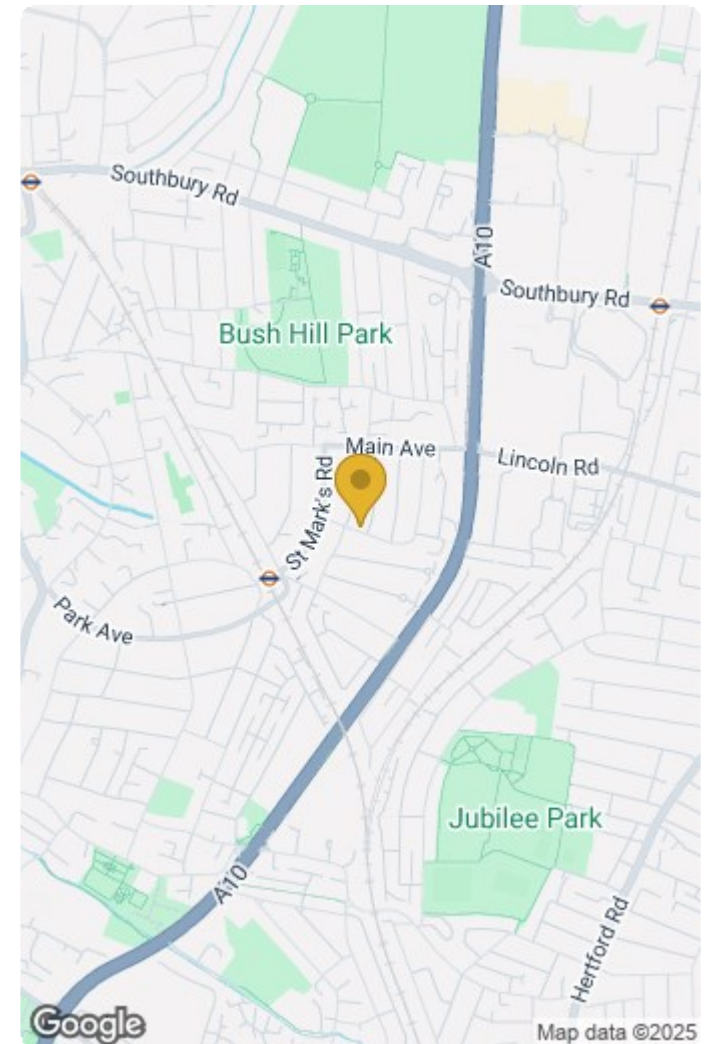 Southbury Rd
A10
Southbury Rd
Bush Hill Park
Main Ave
Lincoln Rd
St Mark's Rd
Park Ave
Jubilee Park
A10
Hertford Rd
Google
Map data ©2025